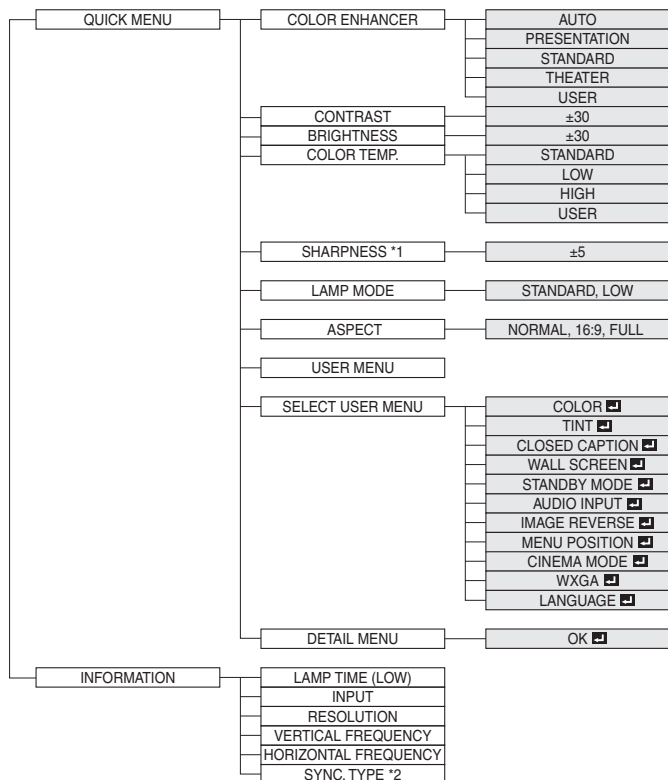 QUICK MENU
COLOR ENHANCER
AUTO
PRESENTATION
STANDARD
THEATER
USER
CONTRAST
±30
BRIGHTNESS
±30
COLOR TEMP.
STANDARD
LOW
HIGH
USER
SHARPNESS *1
±5
LAMP MODE
STANDARD, LOW
ASPECT
NORMAL, 16:9, FULL
USER MENU
SELECT USER MENU
COLOR
TINT
CLOSED CAPTION
WALL SCREEN
STANDBY MODE
AUDIO INPUT
IMAGE REVERSE
MENU POSITION
CINEMA MODE
WXGA
LANGUAGE
DETAIL MENU
OK
INFORMATION
LAMP TIME (LOW)
INPUT
RESOLUTION
VERTICAL FREQUENCY
HORIZONTAL FREQUENCY
SYNC. TYPE *2